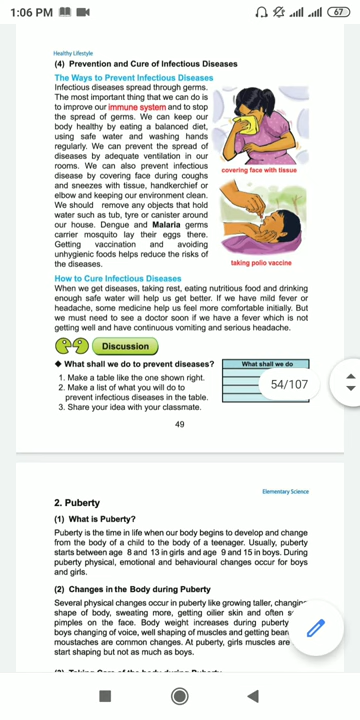 1:06 PM
67
Healthy Lifestyle
(4) Prevention and Cure of Infectious Diseases
The Ways to Prevent Infectious Diseases
Infectious diseases spread through germs.
The most important thing that we can do is
to improve our immune system and to stop
the spread of germs. We can keep our
body healthy by eating a balanced diet,
using safe water and washing hands
regularly. We can prevent the spread of
diseases by adequate ventilation in our
rooms. We can also prevent infectious
disease by covering face during coughs
and sneezes with tissue, handkerchief or
elbow and keeping our environment clean.
We should remove any objects that hold
water such as tub, tyre or canister around
our house. Dengue and Malaria germs
carrier mosquito lay their eggs there.
Getting vaccination and avoiding
unhygienic foods helps reduce the risks of
the diseases.
covering face with tissue
taking polio vaccine
How to Cure Infectious Diseases
When we get diseases, taking rest, eating nutritious food and drinking
enough safe water will help us get better. If we have mild fever or
headache, some medicine help us feel more comfortable initially. But
we must need to see a doctor soon if we have a fever which is not
getting well and have continuous vomiting and serious headache.
Discussion
◆ What shall we do to prevent diseases?
1. Make a table like the one shown right.
2. Make a list of what you will do to
prevent infectious diseases in the table.
3. Share your idea with your classmate.
What shall we do
54/107
49
Elementary Science
2. Puberty
(1) What is Puberty?
Puberty is the time in life when our body begins to develop and change
from the body of a child to the body of a teenager. Usually, puberty
starts between age 8 and 13 in girls and age 9 and 15 in boys. During
puberty physical, emotional and behavioural changes occur for boys
and girls.
(2) Changes in the Body during Puberty
Several physical changes occur in puberty like growing taller, changing
shape of body, sweating more, getting oilier skin and often
pimples on the face. Body weight increases during puberty
boys changing of voice, well shaping of muscles and getting
moustaches are common changes. At puberty, girls muscles are
start shaping but not as much as boys.
(3) Taking Care of the body during Puberty